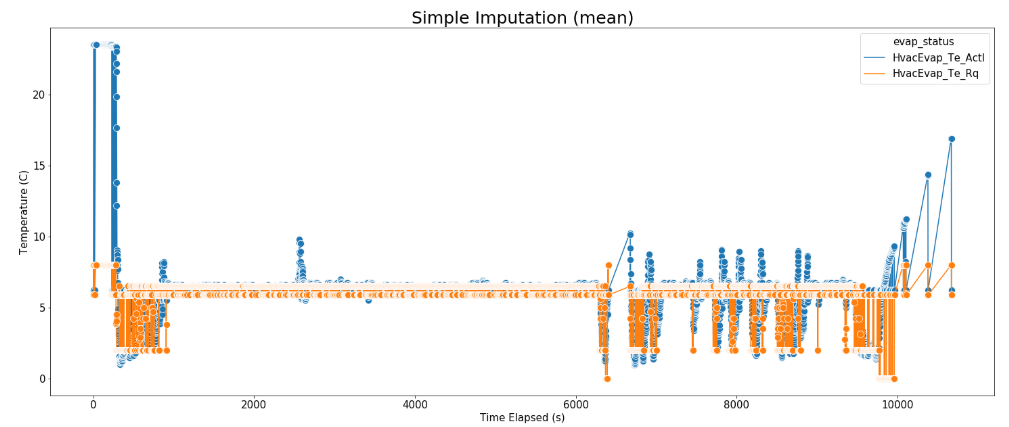 Simple Imputation (mean)
evap_status
HvacEvap_Te_Actl
HvacEvap_Te_Rq
Temperature (C)
20
15
10
5
0
0 2000 4000 6000 8000 10000
Time Elapsed (s)